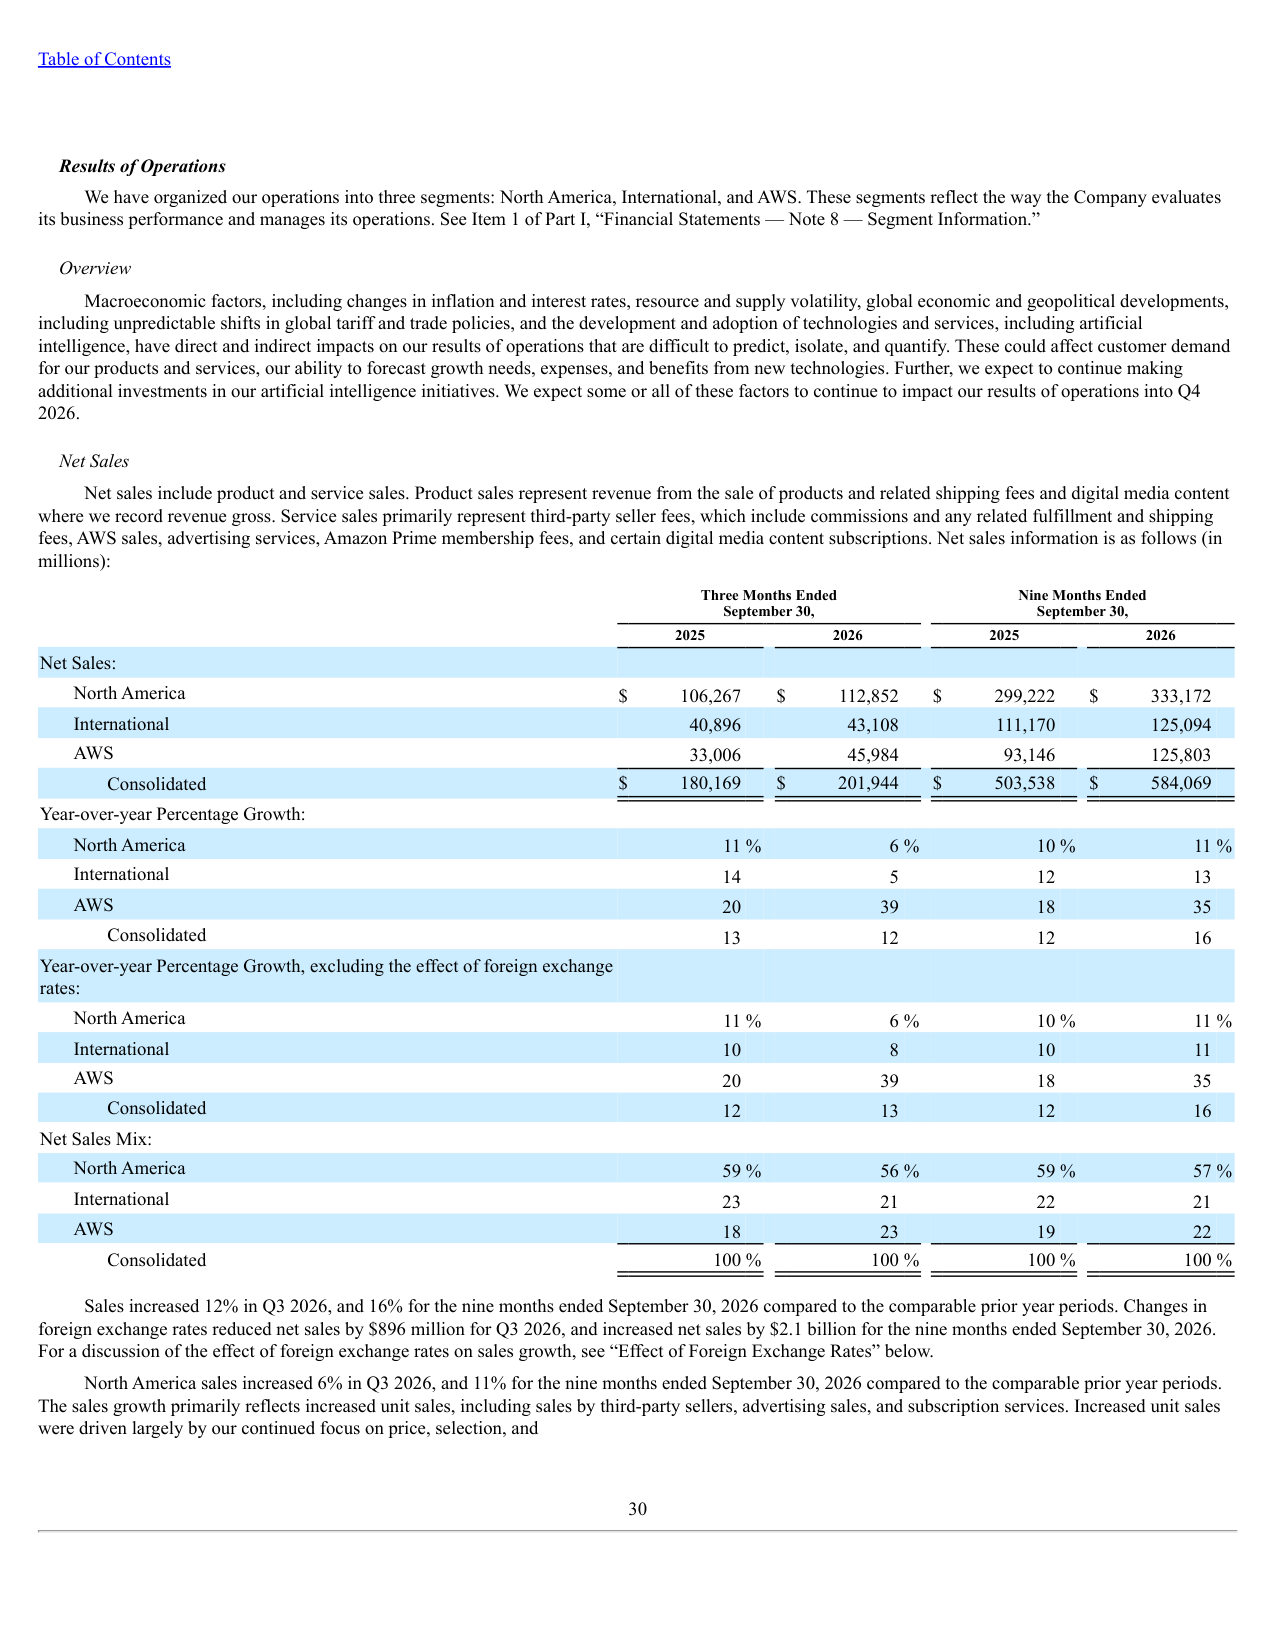 Table of Contents
Results of Operations
We have organized our operations into three segments: North America, International, and AWS. These segments reflect the way the Company evaluates
its business performance and manages its operations. See Item 1 of Part I, “Financial Statements — Note 8 — Segment Information.”
Overview
Macroeconomic factors, including changes in inflation and interest rates, resource and supply volatility, global economic and geopolitical developments,
including unpredictable shifts in global tariff and trade policies, and the development and adoption of technologies and services, including artificial
intelligence, have direct and indirect impacts on our results of operations that are difficult to predict, isolate, and quantify. These could affect customer demand
for our products and services, our ability to forecast growth needs, expenses, and benefits from new technologies. Further, we expect to continue making
additional investments in our artificial intelligence initiatives. We expect some or all of these factors to continue to impact our results of operations into Q4
2026.
Net Sales
Net sales include product and service sales. Product sales represent revenue from the sale of products and related shipping fees and digital media content
where we record revenue gross. Service sales primarily represent third-party seller fees, which include commissions and any related fulfillment and shipping
fees, AWS sales, advertising services, Amazon Prime membership fees, and certain digital media content subscriptions. Net sales information is as follows (in
millions):
Three Months Ended Nine Months Ended
September 30, September 30,
2025 2026 2025 2026
Net Sales:
North America $ 106,267 $ 112,852 $ 299,222 $ 333,172
International 40,896 43,108 111,170 125,094
AWS 33,006 45,984 93,146 125,803
Consolidated $ 180,169 $ 201,944 $ 503,538 $ 584,069
Year-over-year Percentage Growth:
North America 11 % 6 % 10 % 11 %
International 14 5 12 13
AWS 20 39 18 35
Consolidated 13 12 12 16
Year-over-year Percentage Growth, excluding the effect of foreign exchange
rates:
North America 11 % 6 % 10 % 11 %
International 10 8 10 11
AWS 20 39 18 35
Consolidated 12 13 12 16
Net Sales Mix:
North America 59 % 56 % 59 % 57 %
International 23 21 22 21
AWS 18 23 19 22
Consolidated 100 % 100 % 100 % 100 %
Sales increased 12% in Q3 2026, and 16% for the nine months ended September 30, 2026 compared to the comparable prior year periods. Changes in
foreign exchange rates reduced net sales by $896 million for Q3 2026, and increased net sales by $2.1 billion for the nine months ended September 30, 2026.
For a discussion of the effect of foreign exchange rates on sales growth, see “Effect of Foreign Exchange Rates” below.
North America sales increased 6% in Q3 2026, and 11% for the nine months ended September 30, 2026 compared to the comparable prior year periods.
The sales growth primarily reflects increased unit sales, including sales by third-party sellers, advertising sales, and subscription services. Increased unit sales
were driven largely by our continued focus on price, selection, and
30